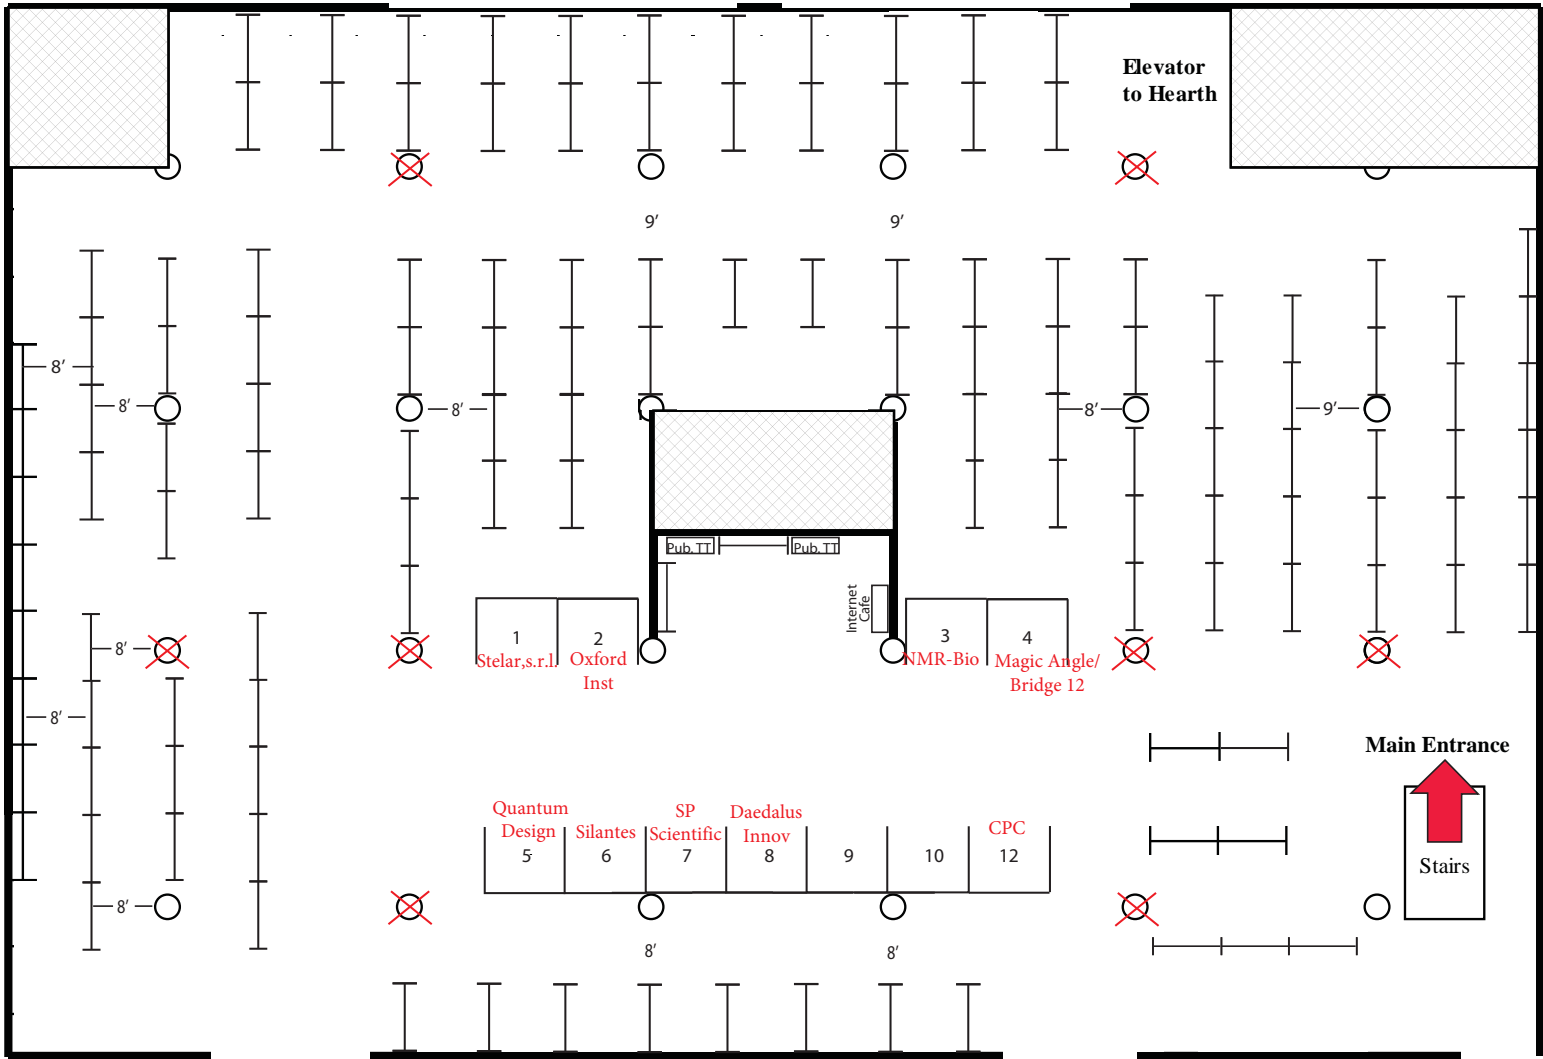 Elevator
to Hearth
9’
9’
8’
8’
8’
8’
9’
Pub. TT
Pub. TT
Internet
Cafe
1
Stelar,s.r.l.
2
Oxford
Inst
3
NMR-Bio
4
Magic Angle/
Bridge 12
8’
8’
Main Entrance
Stairs
Quantum
Design
5
Silantes
6
SP
Scientific
7
Daedalus
Innov
8
9
10
CPC
12
8’
8’
8’